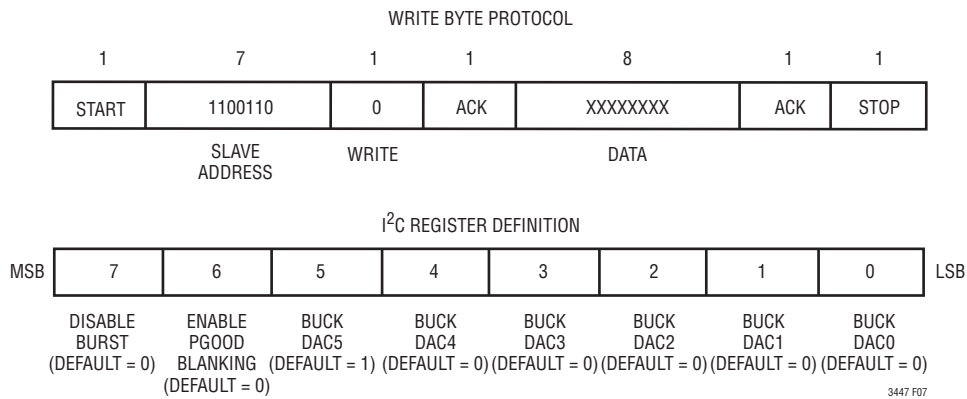 WRITE BYTE PROTOCOL
1 7 1 1 8 1 1
START 1100110 0 ACK XXXXXXXX ACK STOP
SLAVE ADDRESS WRITE DATA
I²C REGISTER DEFINITION
MSB 7 6 5 4 3 2 1 0 LSB
DISABLE ENABLE BUCK BUCK BUCK BUCK BUCK BUCK
BURST PGOOD DAC5 DAC4 DAC3 DAC2 DAC1 DAC0
(DEFAULT = 0) BLANKING (DEFAULT = 1) (DEFAULT = 0) (DEFAULT = 0) (DEFAULT = 0) (DEFAULT = 0) (DEFAULT = 0)
(DEFAULT = 0)
3447 F07